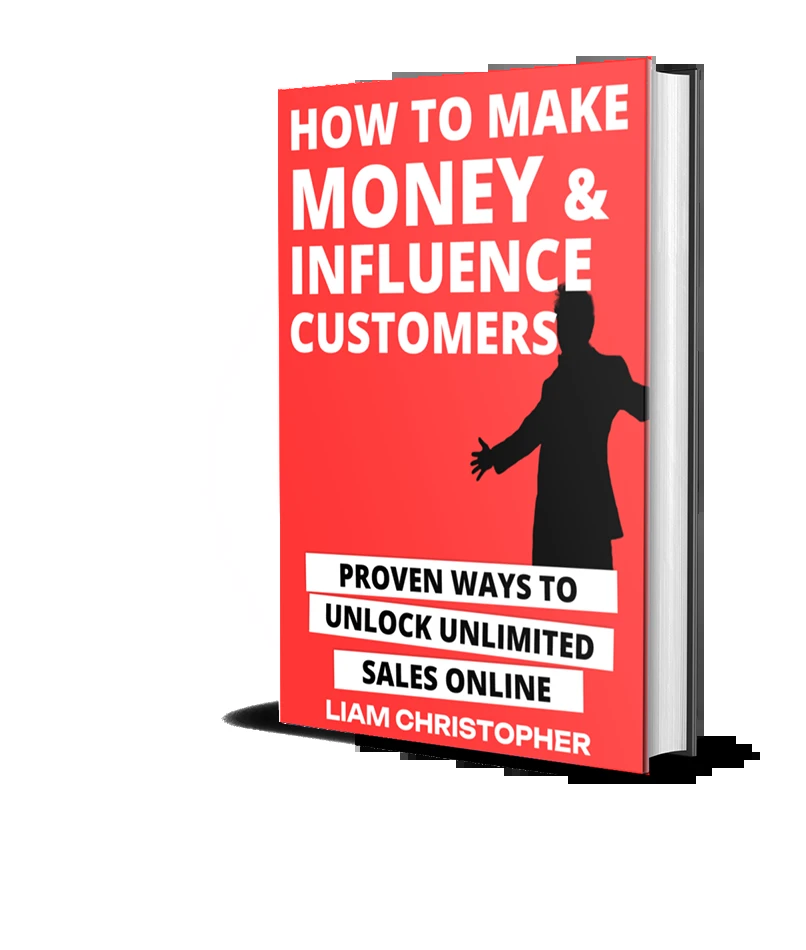 HOW TO MAKE
MONEY &
INFLUENCE
CUSTOMERS
PROVEN WAYS TO
UNLOCK UNLIMITED
SALES ONLINE
LIAM CHRISTOPHER